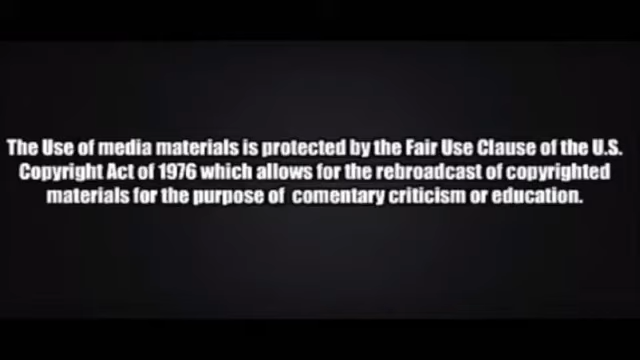 The Use of media materials is protected by the Fair Use Clause of the U.S.
Copyright Act of 1976 which allows for the rebroadcast of copyrighted
materials for the purpose of comentary criticism or education.